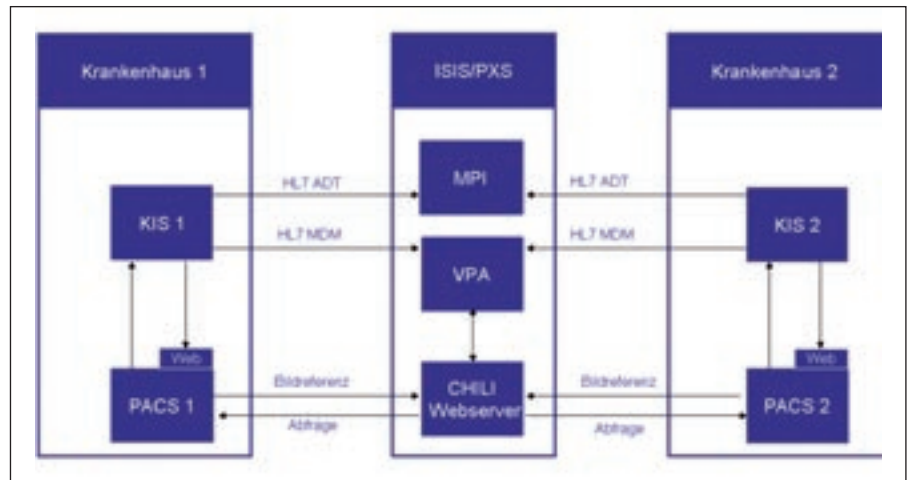 Krankenhaus 1
ISIS/PXS
Krankenhaus 2
HL7 ADT
MPI
HL7 ADT
KIS 1
KIS 2
HL7 MDM
HL7 MDM
VPA
Web
Web
Bildreferenz
CHILI
Webserver
Bildreferenz
PACS 1
PACS 2
Abfrage
Abfrage